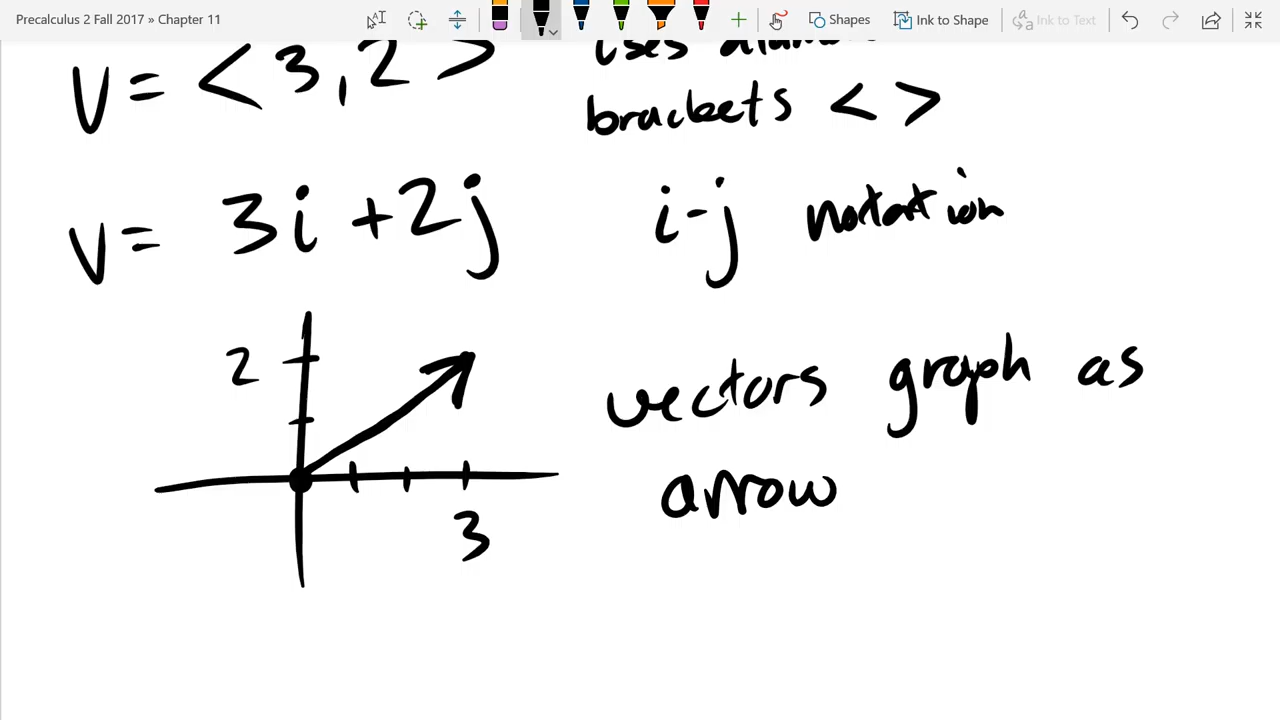 Precalculus 2 Fall 2017 » Chapter 11
Shapes
Ink to Shape
Ink to Text
V = <3, 2> uses
brackets < >
V = 3i + 2j i-j notation
2
vectors graph as
arrow
3